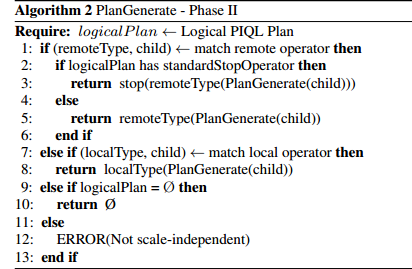 Algorithm 2 PlanGenerate - Phase II
Require: logicalPlan ← Logical PIQL Plan
1: if (remoteType, child) ← match remote operator then
2: if logicalPlan has standardStopOperator then
3: return stop(remoteType(PlanGenerate(child)))
4: else
5: return remoteType(PlanGenerate(child))
6: end if
7: else if (localType, child) ← match local operator then
8: return localType(PlanGenerate(child))
9: else if logicalPlan = Ø then
10: return Ø
11: else
12: ERROR(Not scale-independent)
13: end if